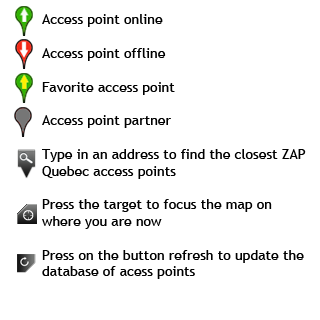 Access point online
Access point offline
Favorite access point
Access point partner
Type in an address to find the closest ZAP
Quebec access points
Press the target to focus the map on
where you are now
Press on the button refresh to update the
database of acess points